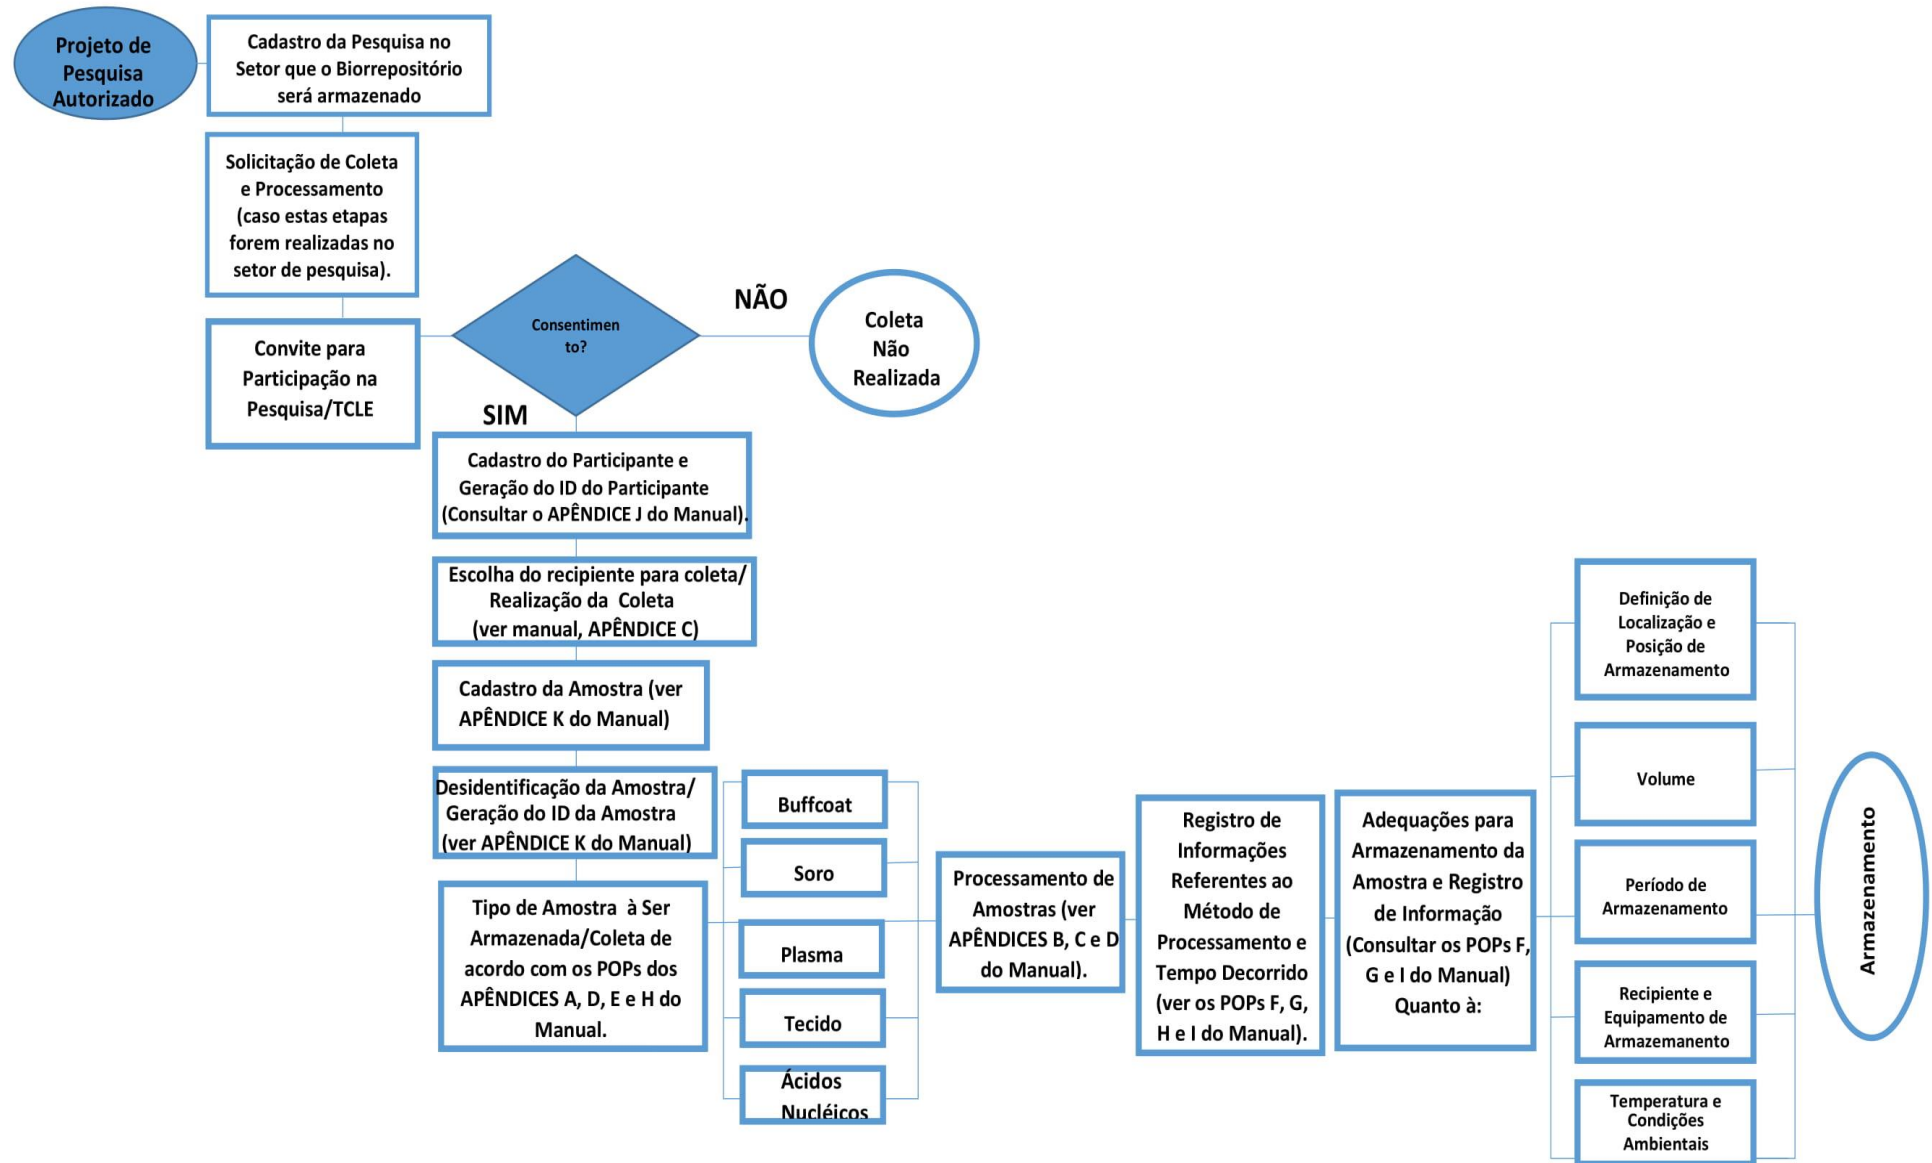 Projeto de
Pesquisa
Autorizado
Cadastro da Pesquisa no
Setor que o Biorrepositório
será armazenado
Solicitação de Coleta
e Processamento
(caso estas etapas
forem realizadas no
setor de pesquisa).
Convite para
Participação na
Pesquisa/TCLE
Consentimen
to?
NÃO
Coleta
Não
Realizada
SIM
Cadastro do Participante e
Geração do ID do Participante
(Consultar o APÊNDICE J do Manual).
Escolha do recipiente para coleta/
Realização da Coleta
(ver manual, APÊNDICE C)
Cadastro da Amostra (ver
APÊNDICE K do Manual)
Desidentificação da Amostra/
Geração do ID da Amostra
(ver APÊNDICE K do Manual)
Tipo de Amostra à Ser
Armazenada/Coleta de
acordo com os POPs dos
APÊNDICES A, D, E e H do
Manual.
Buffcoat
Soro
Plasma
Tecido
Ácidos
Nucléicos
Processamento de
Amostras (ver
APÊNDICES B, C e D
do Manual).
Registro de
Informações
Referentes ao
Método de
Processamento e
Tempo Decorrido
(ver os POPs F, G,
H e I do Manual).
Adequações para
Armazenamento da
Amostra e Registro
de Informação
(Consultar os POPs F,
G e I do Manual)
Quanto à:
Definição de
Localização e
Posição de
Armazenamento
Volume
Período de
Armazenamento
Recipiente e
Equipamento de
Armazemanento
Temperatura e
Condições
Ambientais
Armazenamento